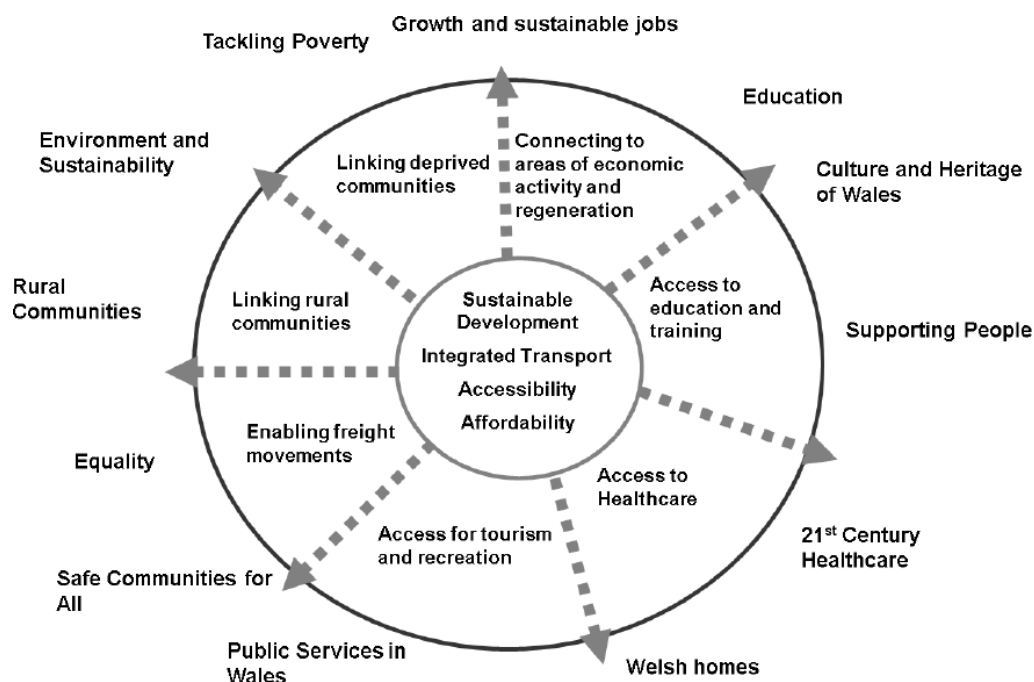 Growth and sustainable jobs
Tackling Poverty
Education
Environment and
Sustainability
Culture and Heritage
of Wales
Rural
Communities
Supporting People
Equality
21st Century
Healthcare
Safe Communities for
All
Public Services in
Wales
Welsh homes
Linking deprived
communities
Connecting to
areas of economic
activity and
regeneration
Linking rural
communities
Access to
education and
training
Enabling freight
movements
Access to
Healthcare
Access for tourism
and recreation
Sustainable
Development
Integrated Transport
Accessibility
Affordability